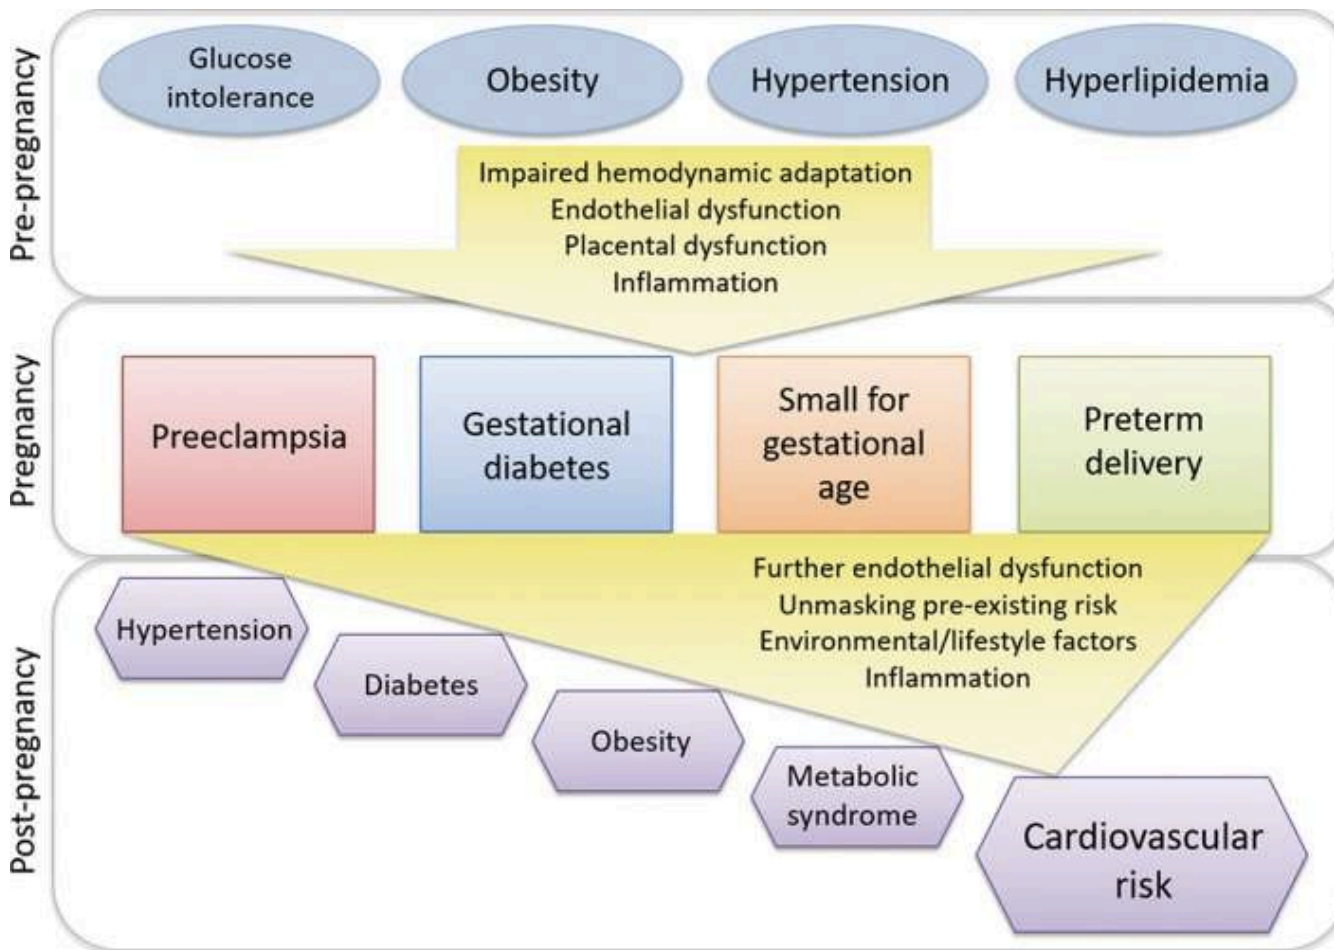 Pre-pregnancy
Glucose
intolerance
Obesity
Hypertension
Hyperlipidemia
Impaired hemodynamic adaptation
Endothelial dysfunction
Placental dysfunction
Inflammation
Pregnancy
Preeclampsia
Gestational
diabetes
Small for
gestational
age
Preterm
delivery
Post-pregnancy
Further endothelial dysfunction
Unmasking pre-existing risk
Environmental/lifestyle factors
Inflammation
Hypertension
Diabetes
Obesity
Metabolic
syndrome
Cardiovascular
risk